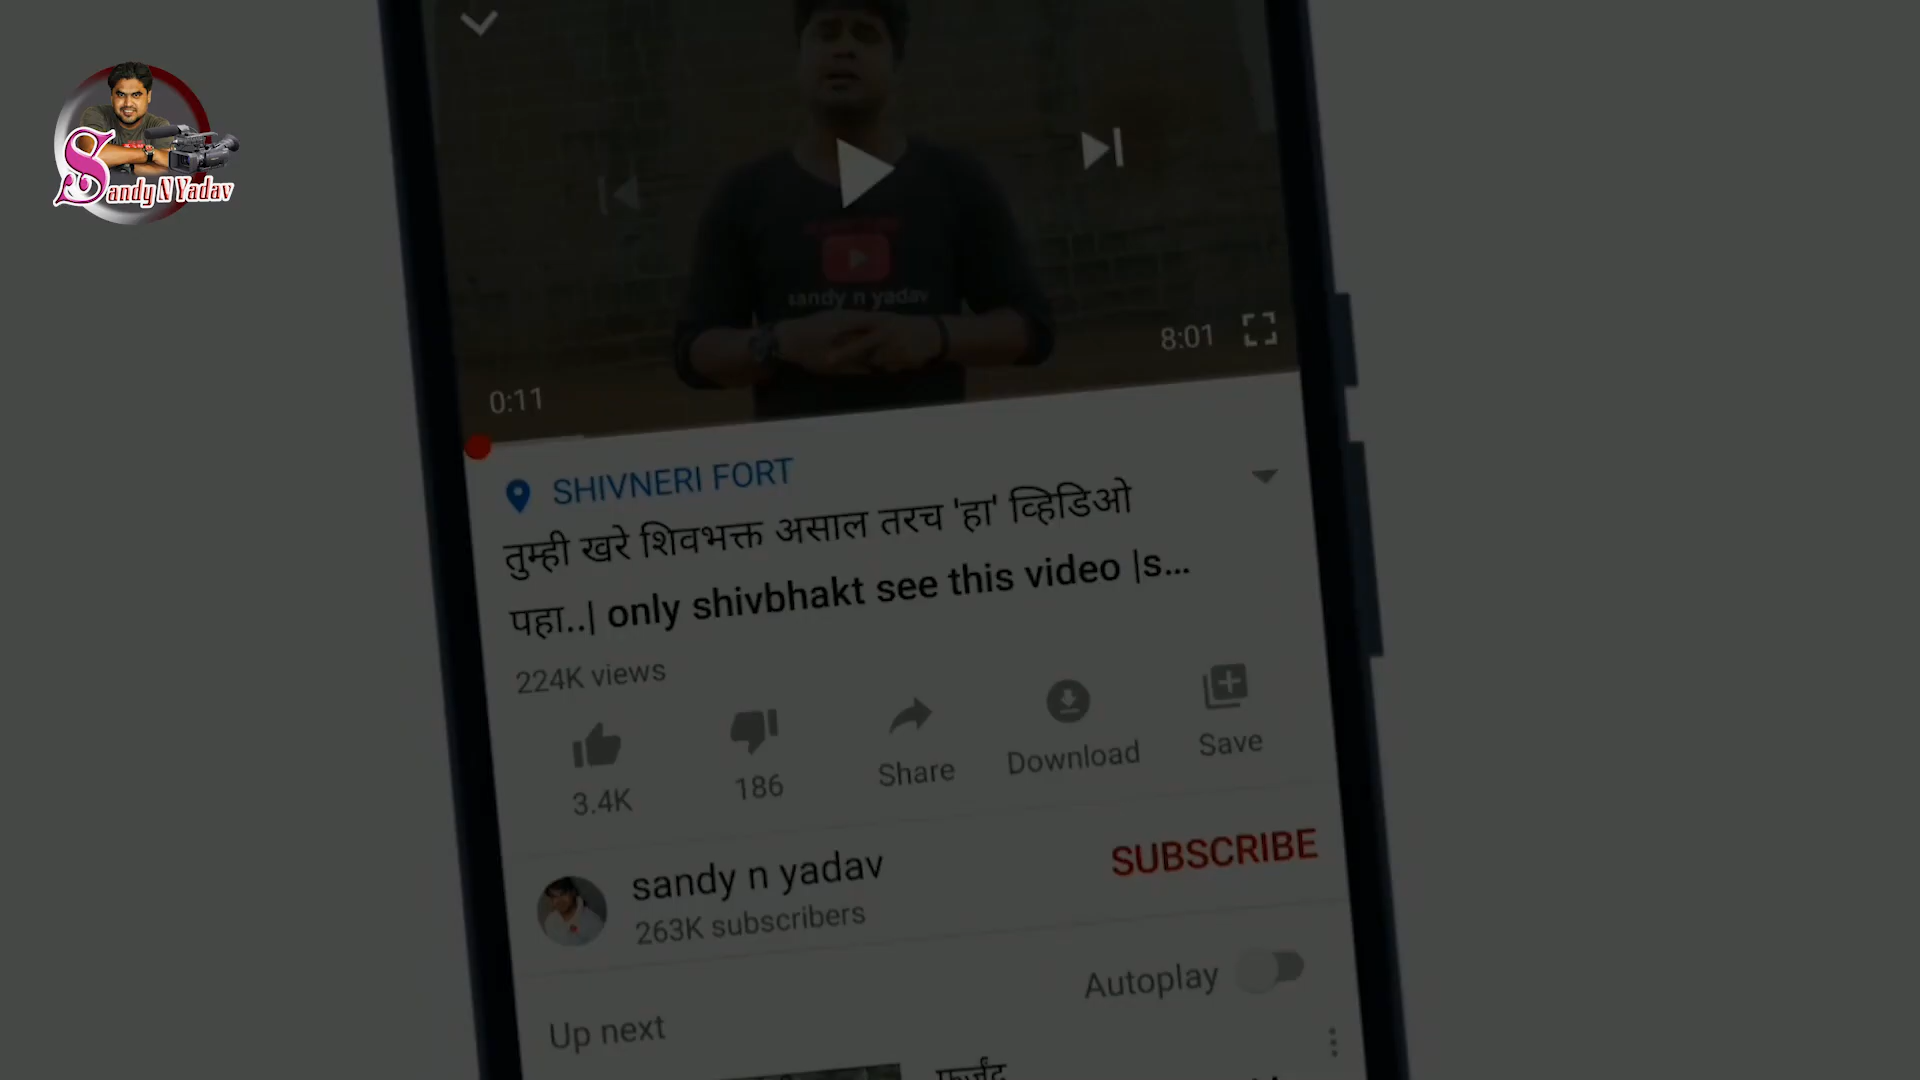 Sandy N Yadav
sandy n yadav
0:11
8:01
SHIVNERI FORT
तुम्ही खरे शिवभक्त असाल तरच 'हा' व्हिडिओ
पहा..| only shivbhakt see this video |s...
224K views
3.4K
186
Share
Download
Save
sandy n yadav
263K subscribers
SUBSCRIBE
Autoplay
Up next
फर्जंद